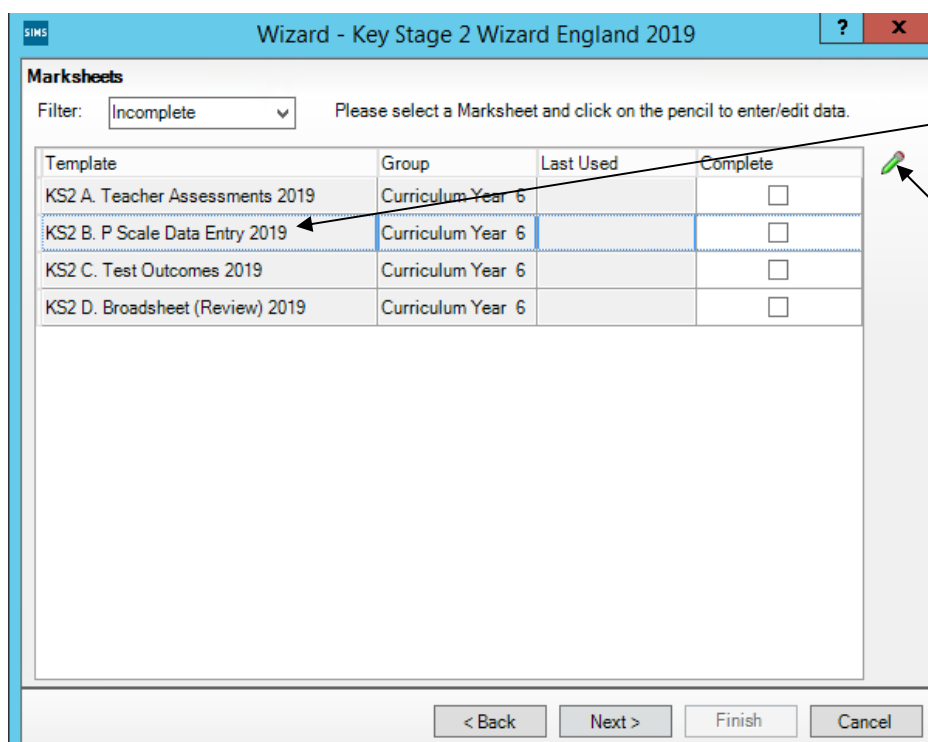 SIMS Wizard - Key Stage 2 Wizard England 2019 ? x
Marksheets
Filter: Incomplete Please select a Marksheet and click on the pencil to enter/edit data.
Template Group Last Used Complete
KS2 A. Teacher Assessments 2019 Curriculum Year 6
KS2 B. P Scale Data Entry 2019 Curriculum Year 6
KS2 C. Test Outcomes 2019 Curriculum Year 6
KS2 D. Broadsheet (Review) 2019 Curriculum Year 6
< Back Next > Finish Cancel